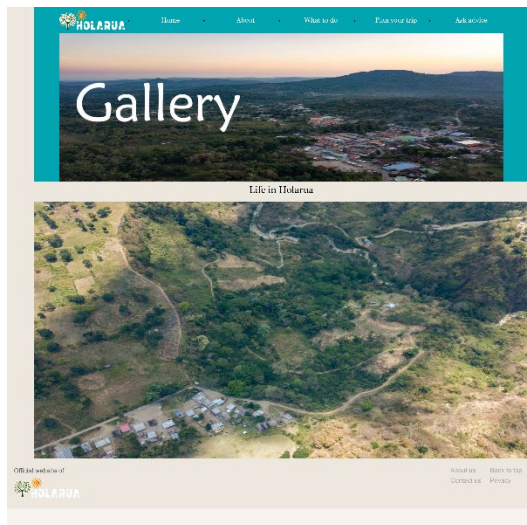 HOLARUA
Home
About
What to do
Plan your trip
Ask advice
Gallery
Life in Holarua
Official website of
HOLARUA
About us
Back to top
Contact us
Privacy